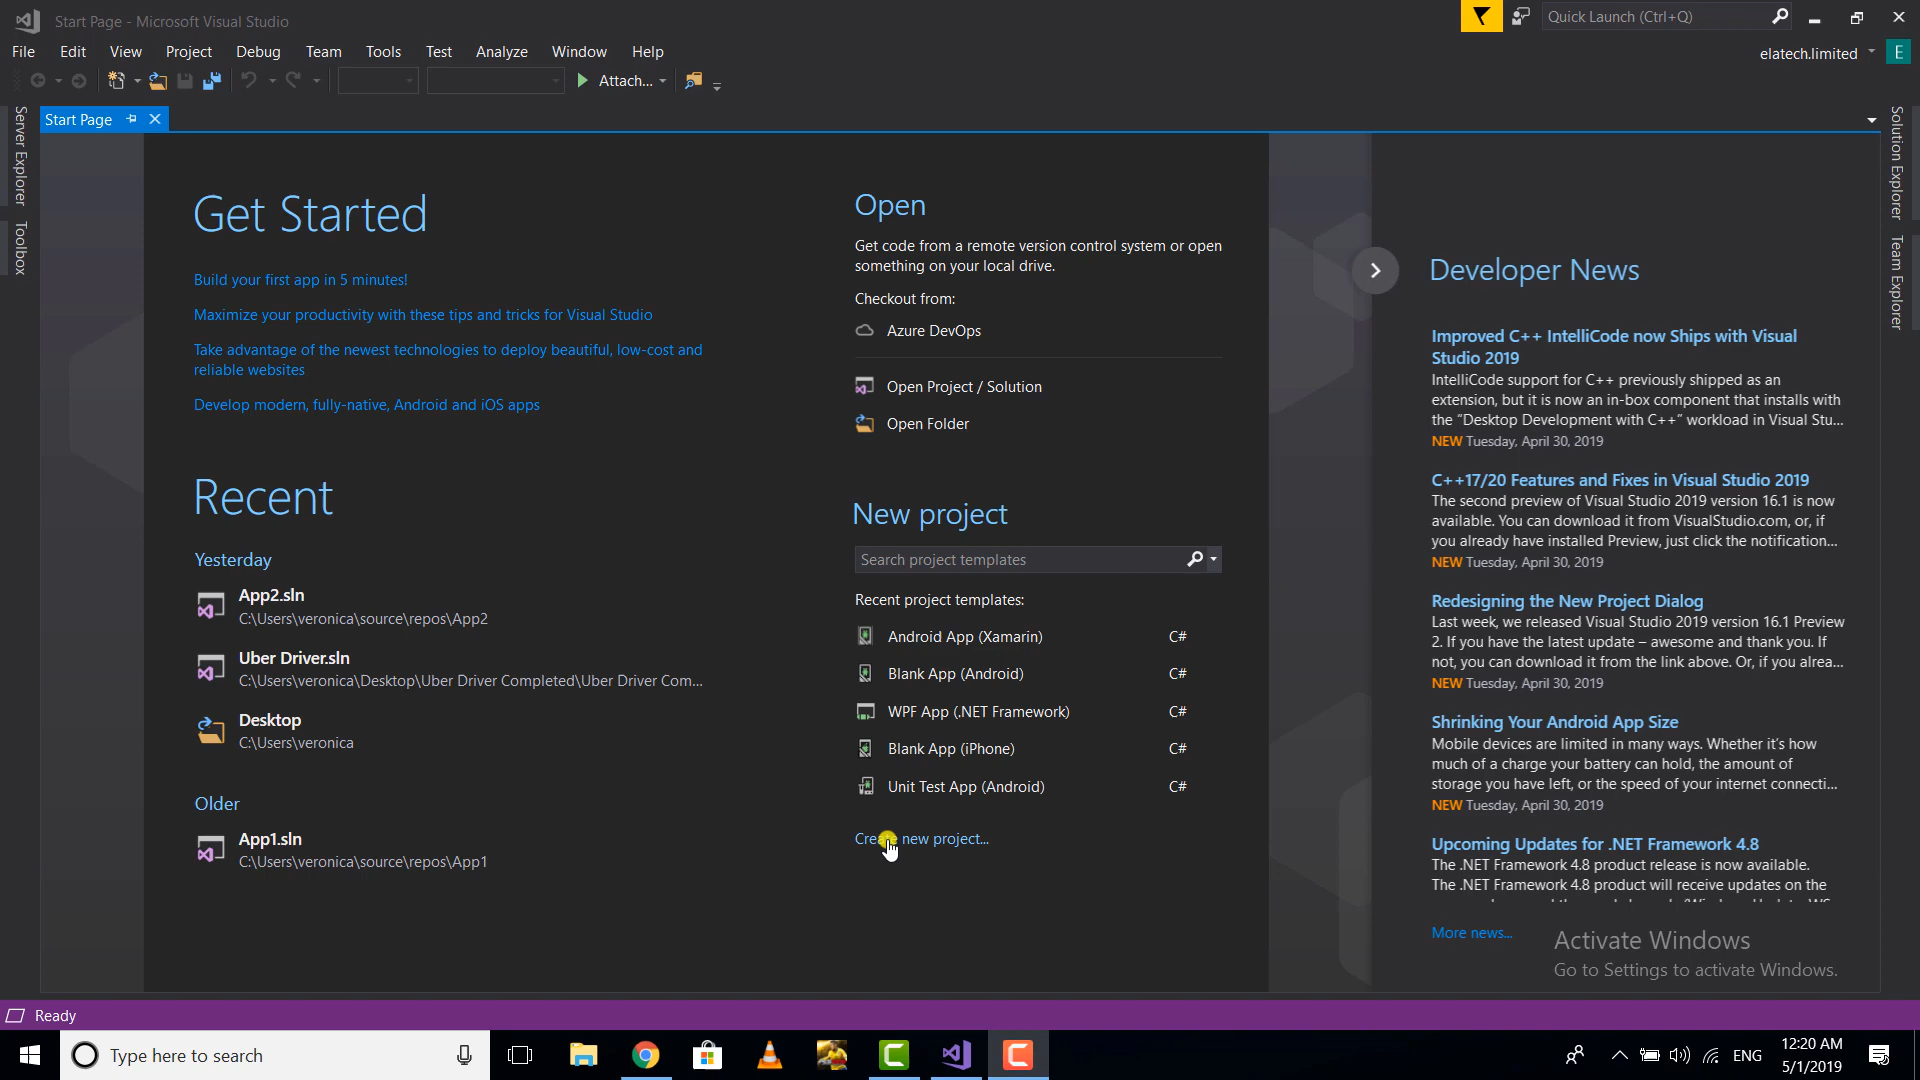 Start Page - Microsoft Visual Studio
Quick Launch (Ctrl+Q)
File Edit View Project Debug Team Tools Test Analyze Window Help
elatech.limited E
Attach...
Server Explorer
Toolbox
Start Page
Solution Explorer
Team Explorer
Get Started
Build your first app in 5 minutes!
Maximize your productivity with these tips and tricks for Visual Studio
Take advantage of the newest technologies to deploy beautiful, low-cost and
reliable websites
Develop modern, fully-native, Android and iOS apps
Recent
Yesterday
App2.sln
C:\Users\veronica\source\repos\App2
Uber Driver.sln
C:\Users\veronica\Desktop\Uber Driver Completed\Uber Driver Com...
Desktop
C:\Users\veronica
Older
App1.sln
C:\Users\veronica\source\repos\App1
Open
Get code from a remote version control system or open
something on your local drive.
Checkout from:
Azure DevOps
Open Project / Solution
Open Folder
New project
Search project templates
Recent project templates:
Android App (Xamarin) C#
Blank App (Android) C#
WPF App (.NET Framework) C#
Blank App (iPhone) C#
Unit Test App (Android) C#
new project...
Developer News
Improved C++ IntelliCode now Ships with Visual
Studio 2019
IntelliCode support for C++ previously shipped as an
extension, but it is now an in-box component that installs with
the “Desktop Development with C++” workload in Visual Stu...
NEW Tuesday, April 30, 2019
C++17/20 Features and Fixes in Visual Studio 2019
The second preview of Visual Studio 2019 version 16.1 is now
available. You can download it from VisualStudio.com, or, if
you already have installed Preview, just click the notification...
NEW Tuesday, April 30, 2019
Redesigning the New Project Dialog
Last week, we released Visual Studio 2019 version 16.1 Preview
2. If you have the latest update – awesome and thank you. If
not, you can download it from the link above. Or, if you alrea...
NEW Tuesday, April 30, 2019
Shrinking Your Android App Size
Mobile devices are limited in many ways. Whether it’s how
much of a charge your battery can hold, the amount of
storage you have left, or the speed of your internet connecti...
NEW Tuesday, April 30, 2019
Upcoming Updates for .NET Framework 4.8
The .NET Framework 4.8 product release is now available.
The .NET Framework 4.8 product will receive updates on the
More news...
Activate Windows
Go to Settings to activate Windows.
Ready
Type here to search
ENG
12:20 AM
5/1/2019